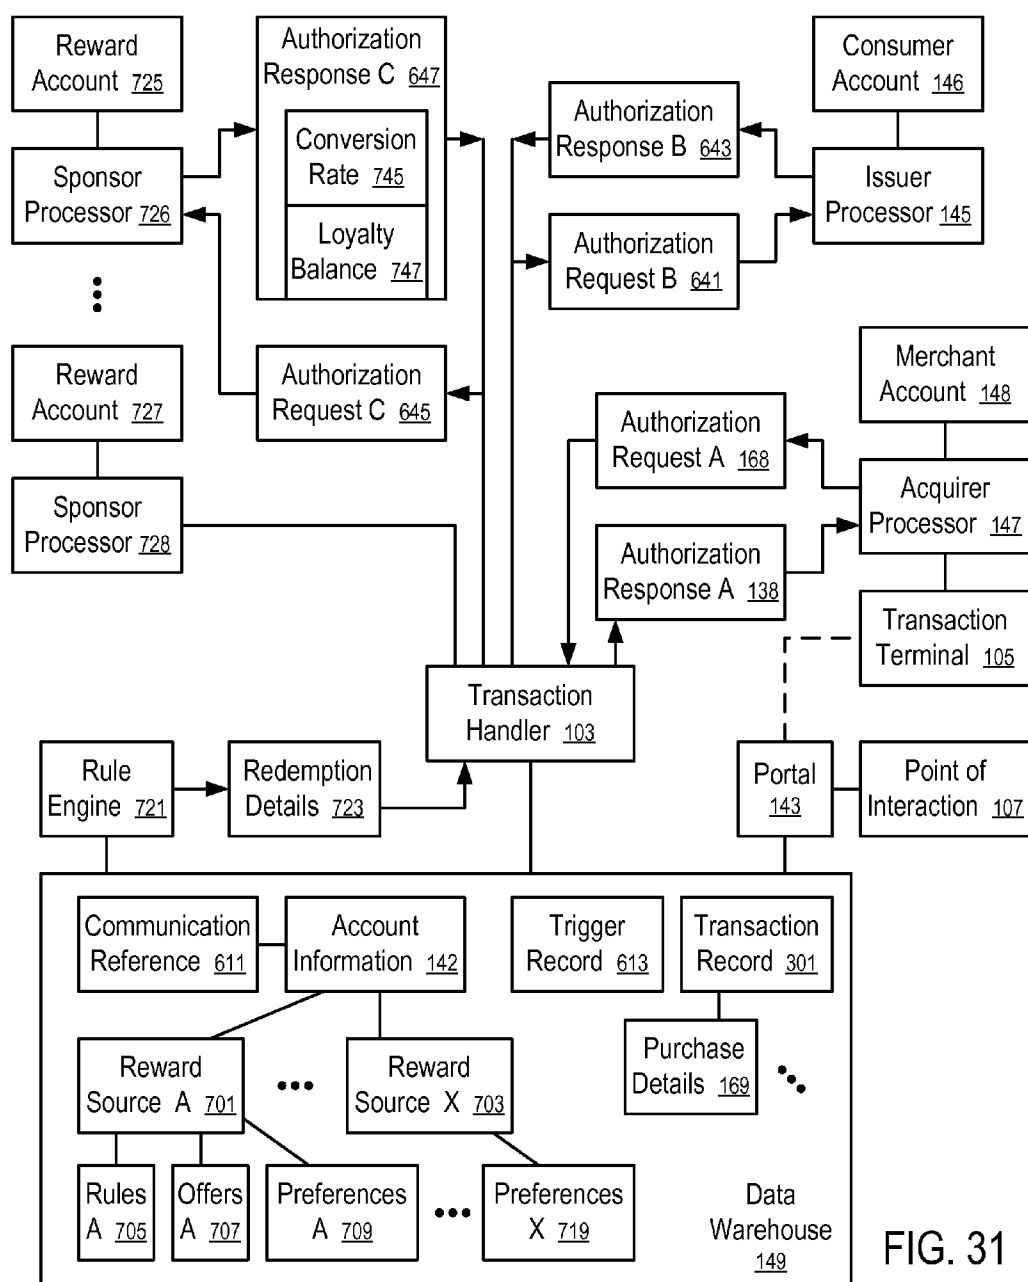 Reward
Account 725
Authorization
Response C 647
Conversion
Rate 745
Loyalty
Balance 747
Sponsor
Processor 726
Authorization
Response B 643
Consumer
Account 146
Issuer
Processor 145
Authorization
Request B 641
Reward
Account 727
Authorization
Request C 645
Merchant
Account 148
Authorization
Request A 168
Acquirer
Processor 147
Sponsor
Processor 728
Authorization
Response A 138
Transaction
Terminal 105
Transaction
Handler 103
Rule
Engine 721
Redemption
Details 723
Portal
143
Point of
Interaction 107
Communication
Reference 611
Account
Information 142
Trigger
Record 613
Transaction
Record 301
Reward
Source A 701
Reward
Source X 703
Purchase
Details 169
Rules
A 705
Offers
A 707
Preferences
A 709
Preferences
X 719
Data
Warehouse
149
FIG. 31